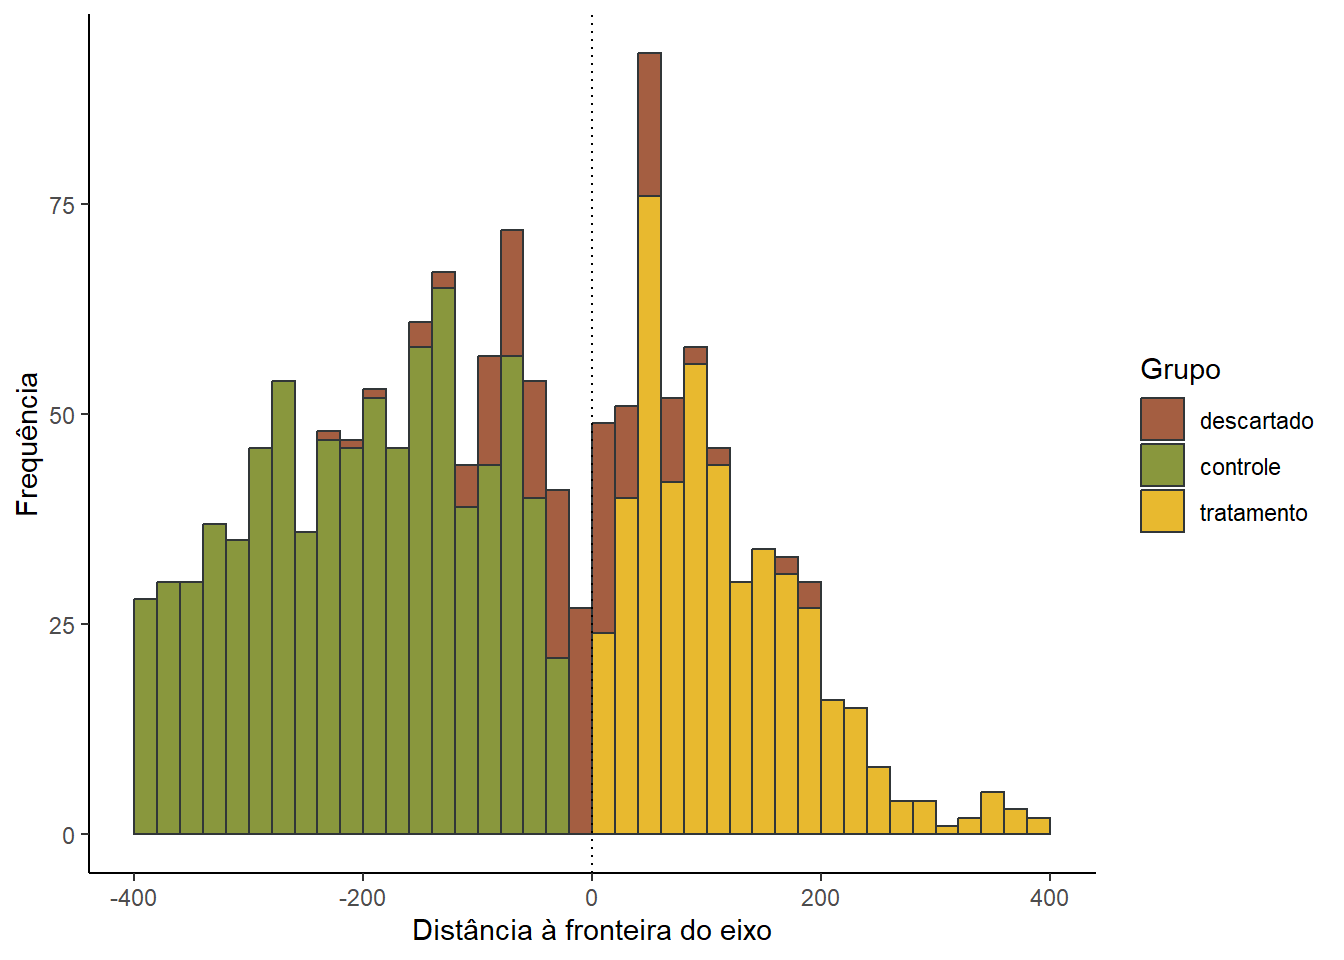 Frequência
75
50
25
0
-400
-200
0
200
400
Distância à fronteira do eixo
Grupo
descartado
controle
tratamento